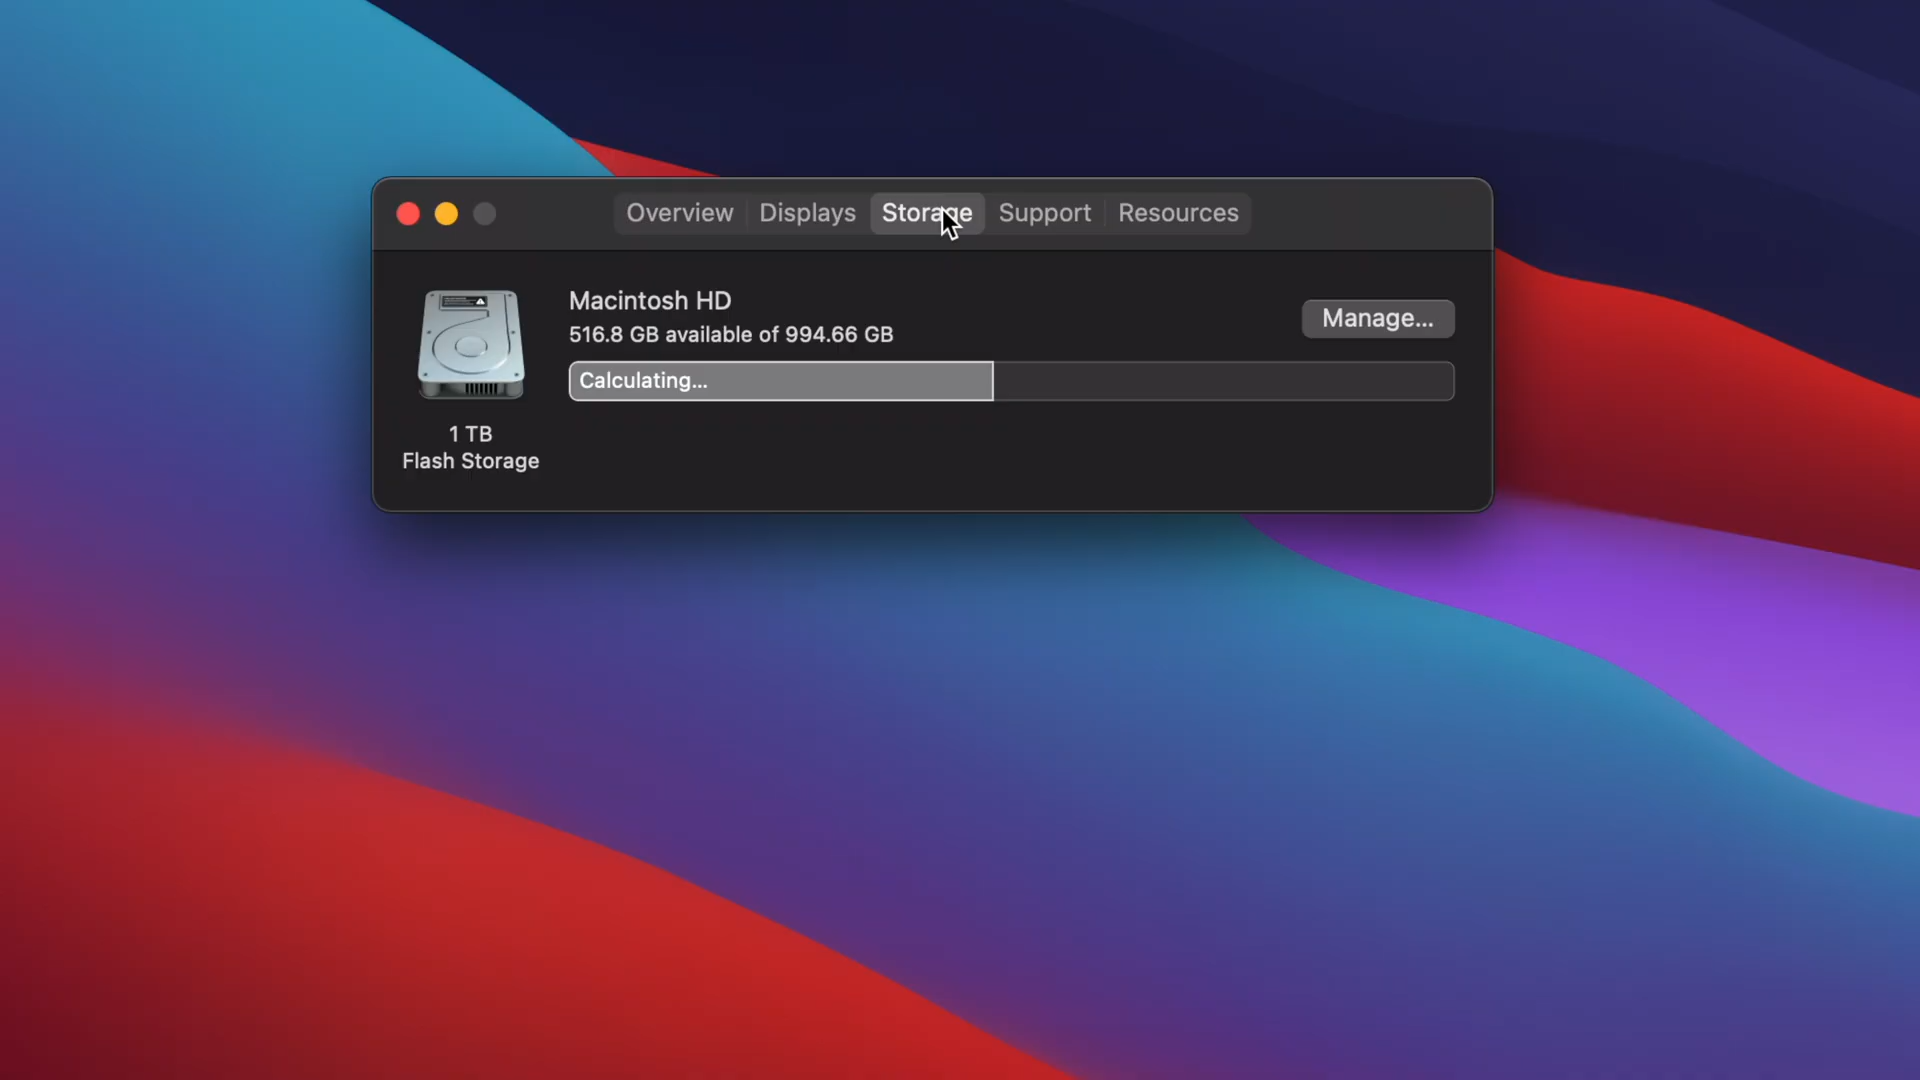 Overview Displays Storage Support Resources
Macintosh HD
516.8 GB available of 994.66 GB
Manage...
Calculating...
1 TB
Flash Storage